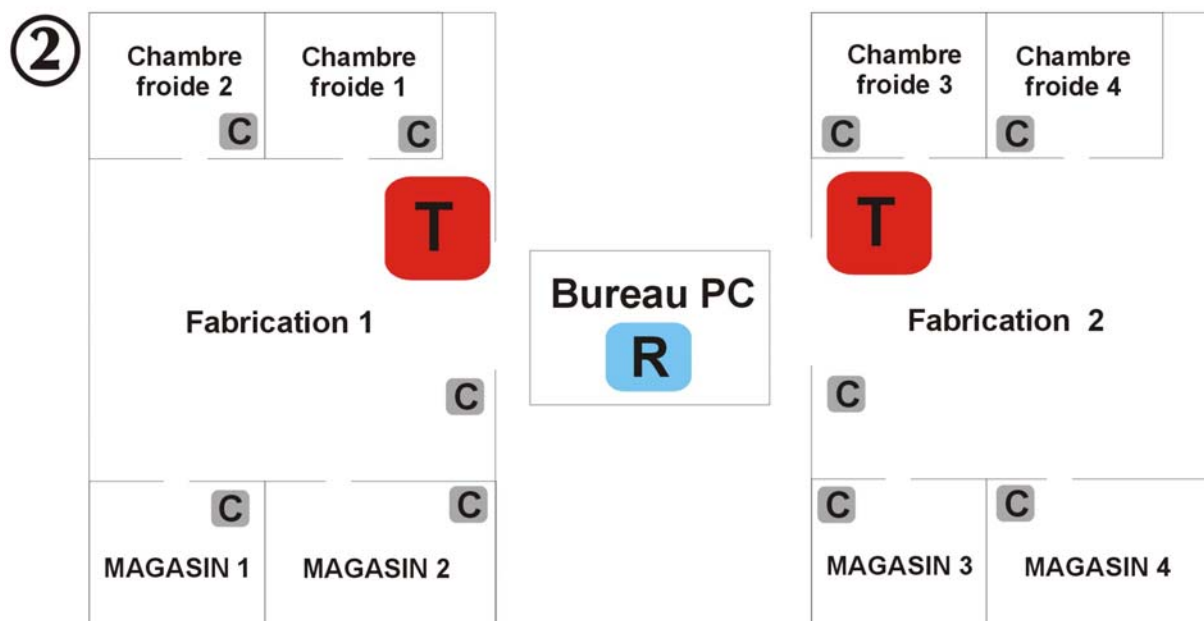 ②
Chambre
froide 2
C
Chambre
froide 1
C
T
Fabrication 1
C
C
MAGASIN 1
C
MAGASIN 2
Bureau PC
R
Chambre
froide 3
C
Chambre
froide 4
C
T
Fabrication 2
C
C
MAGASIN 3
C
MAGASIN 4